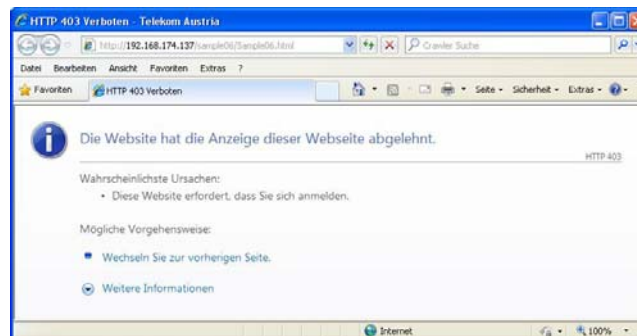 HTTP 403 Verboten - Telekom Austria
http://192.168.174.137/sample06/Sample06.html
Crawler Suche
Datei Bearbeiten Ansicht Favoriten Extras ?
Favoriten HTTP 403 Verboten Seite Sicherheit Extras
Die Website hat die Anzeige dieser Webseite abgelehnt.
HTTP 403
Wahrscheinlichste Ursachen:
• Diese Website erfordert, dass Sie sich anmelden.
Mögliche Vorgehensweise:
Wechseln Sie zur vorherigen Seite.
Weitere Informationen
Internet 100%